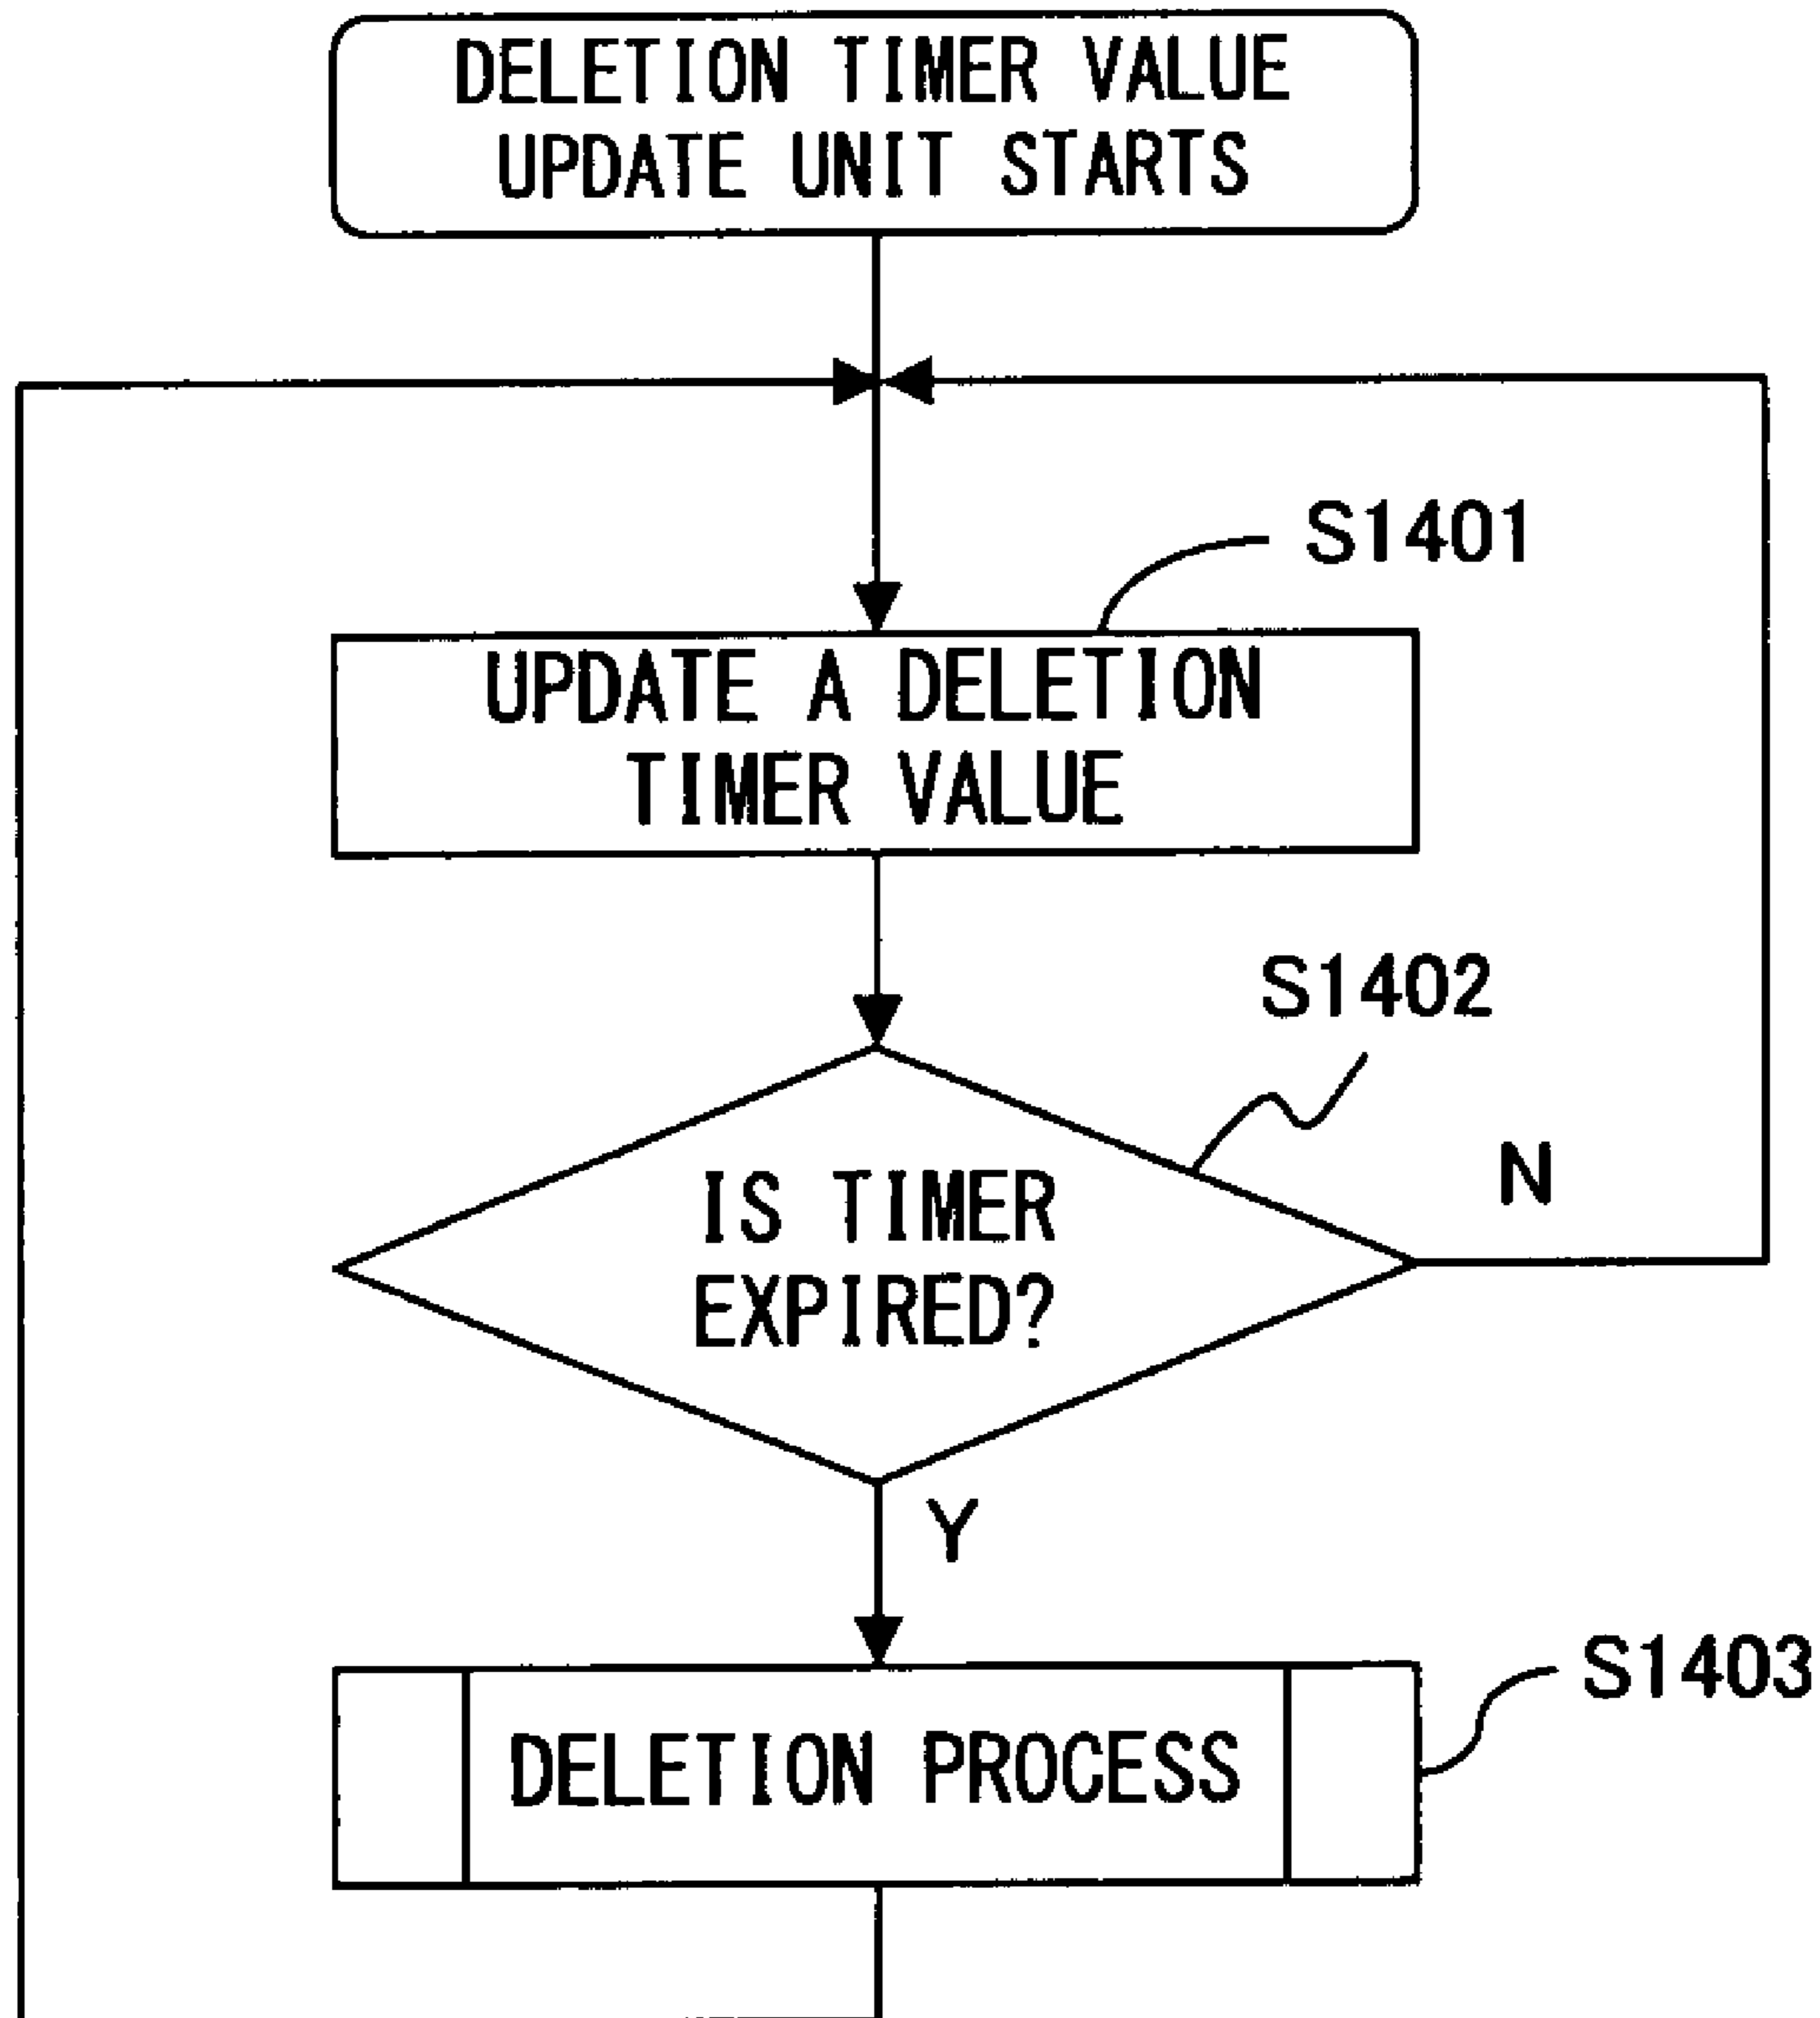 DELETION TIMER VALUE
UPDATE UNIT STARTS
S1401
UPDATE A DELETION
TIMER VALUE
S1402
IS TIMER
EXPIRED?
N
Y
S1403
DELETION PROCESS